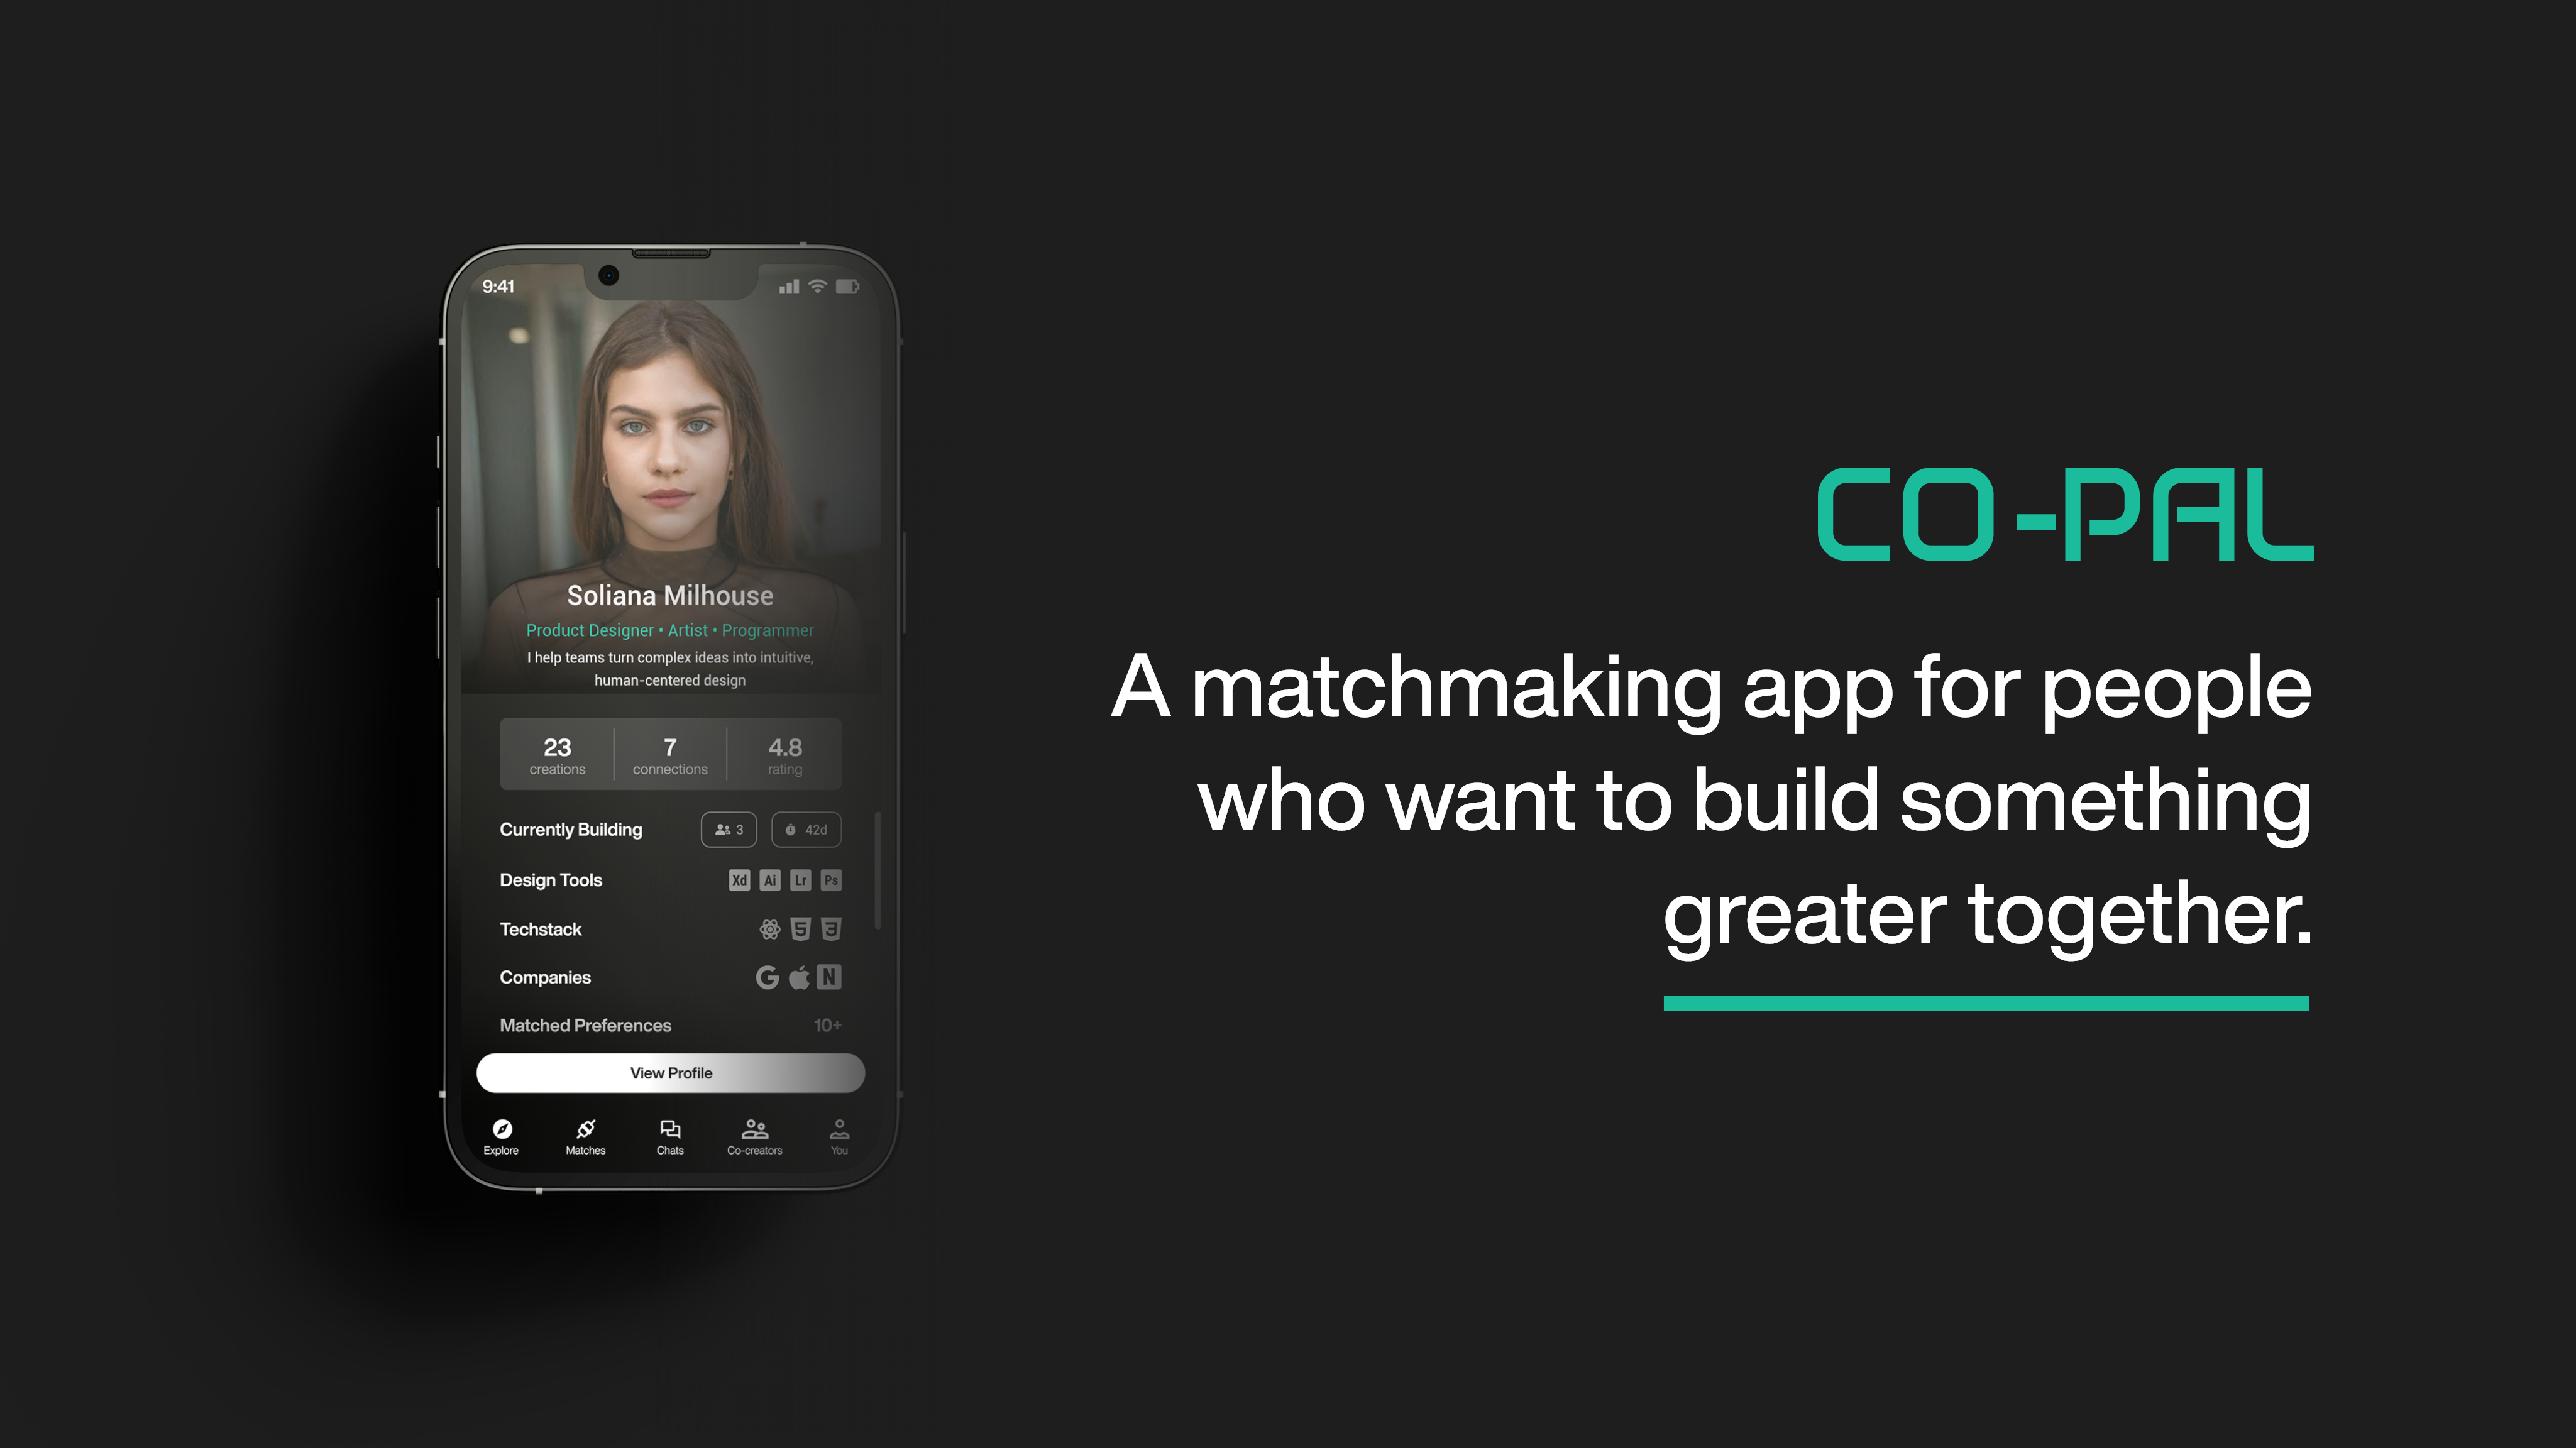 9:41
Soliana Milhouse
Product Designer • Artist • Programmer
I help teams turn complex ideas into intuitive,
human-centered design
23 7 4.8
creations connections rating
Currently Building 3 42d
Design Tools Xd Ai Lr Ps
Techstack 5 3
Companies G N
Matched Preferences 10+
View Profile
Explore Matches Chats Co-creators You
CO-PAL
A matchmaking app for people
who want to build something
greater together.